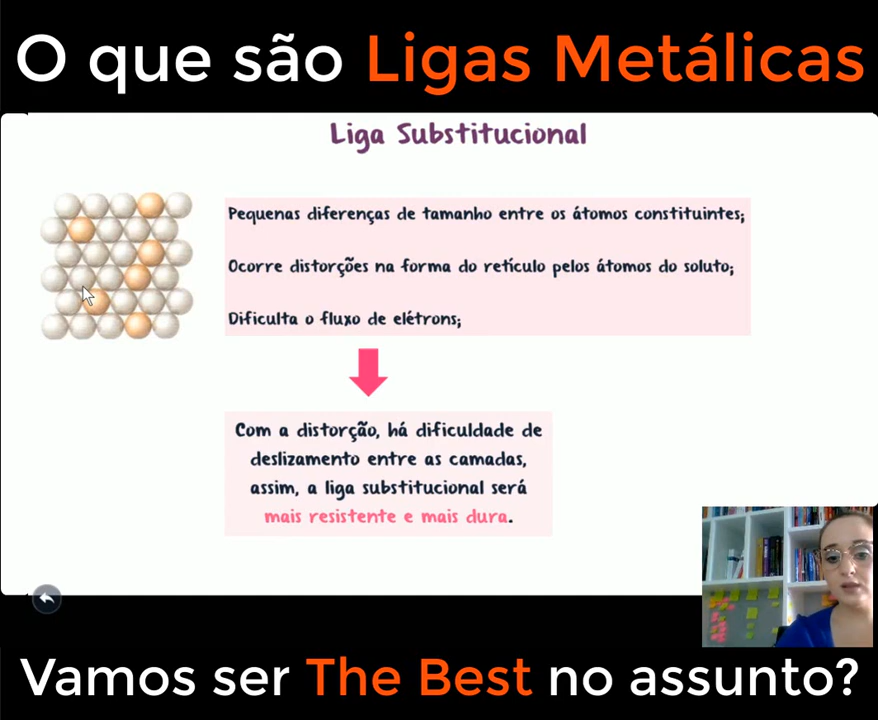 O que são Ligas Metálicas
Liga Substitucional
Pequenas diferenças de tamanho entre os átomos constituintes;
Ocorre distorções na forma do retículo pelos átomos do soluto;
Dificulta o fluxo de elétrons;
Com a distorção, há dificuldade de
deslizamento entre as camadas,
assim, a liga substitucional será
mais resistente e mais dura.
Vamos ser The Best no assunto?